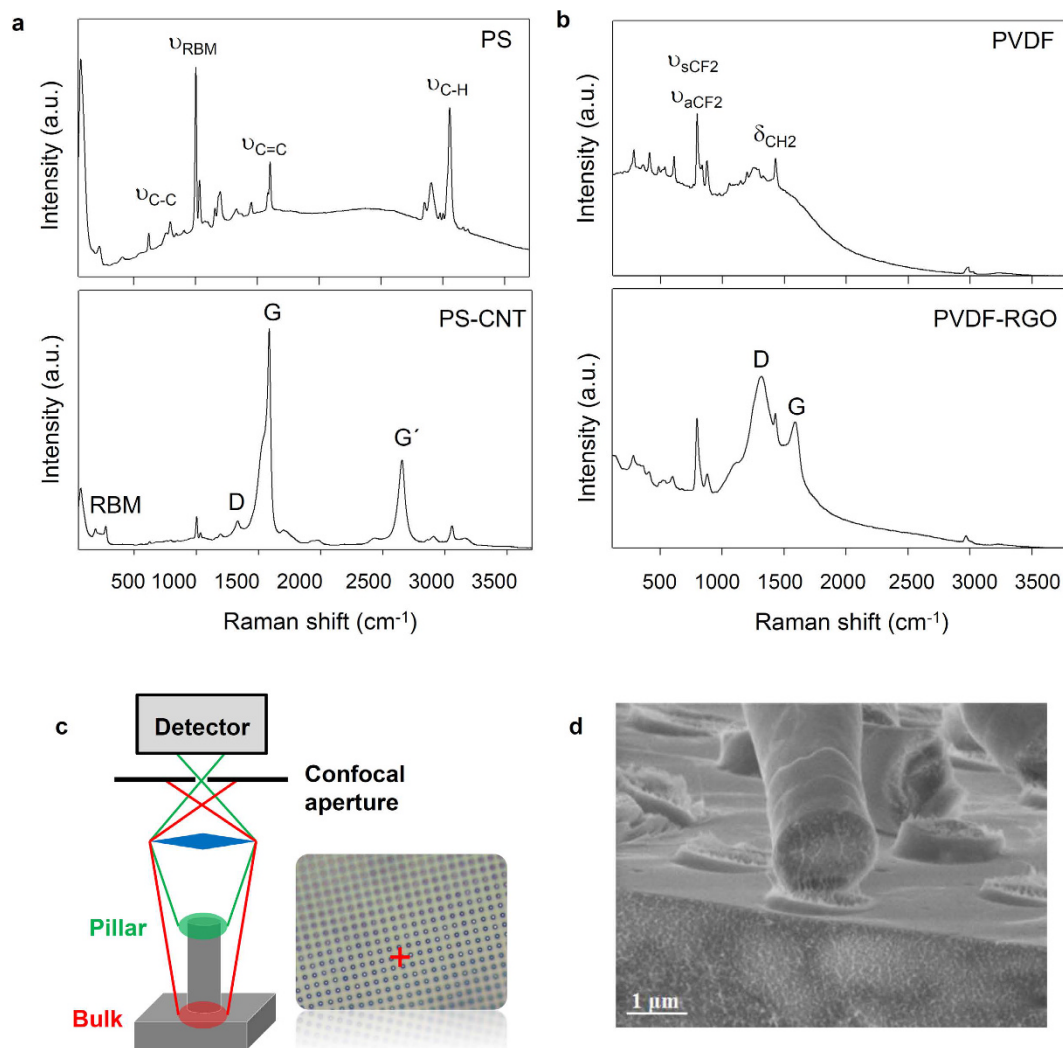 a
PS
υRBM
υC-H
υC=C
υC-C
Intensity (a.u.)
PS-CNT
G
G´
D
RBM
Intensity (a.u.)
500 1000 1500 2000 2500 3000 3500
Raman shift (cm-1)
b
PVDF
υsCF2
υaCF2
δCH2
Intensity (a.u.)
PVDF-RGO
D
G
Intensity (a.u.)
500 1000 1500 2000 2500 3000 3500
Raman shift (cm-1)
c
Detector
Confocal
aperture
Pillar
Bulk
d
1 µm